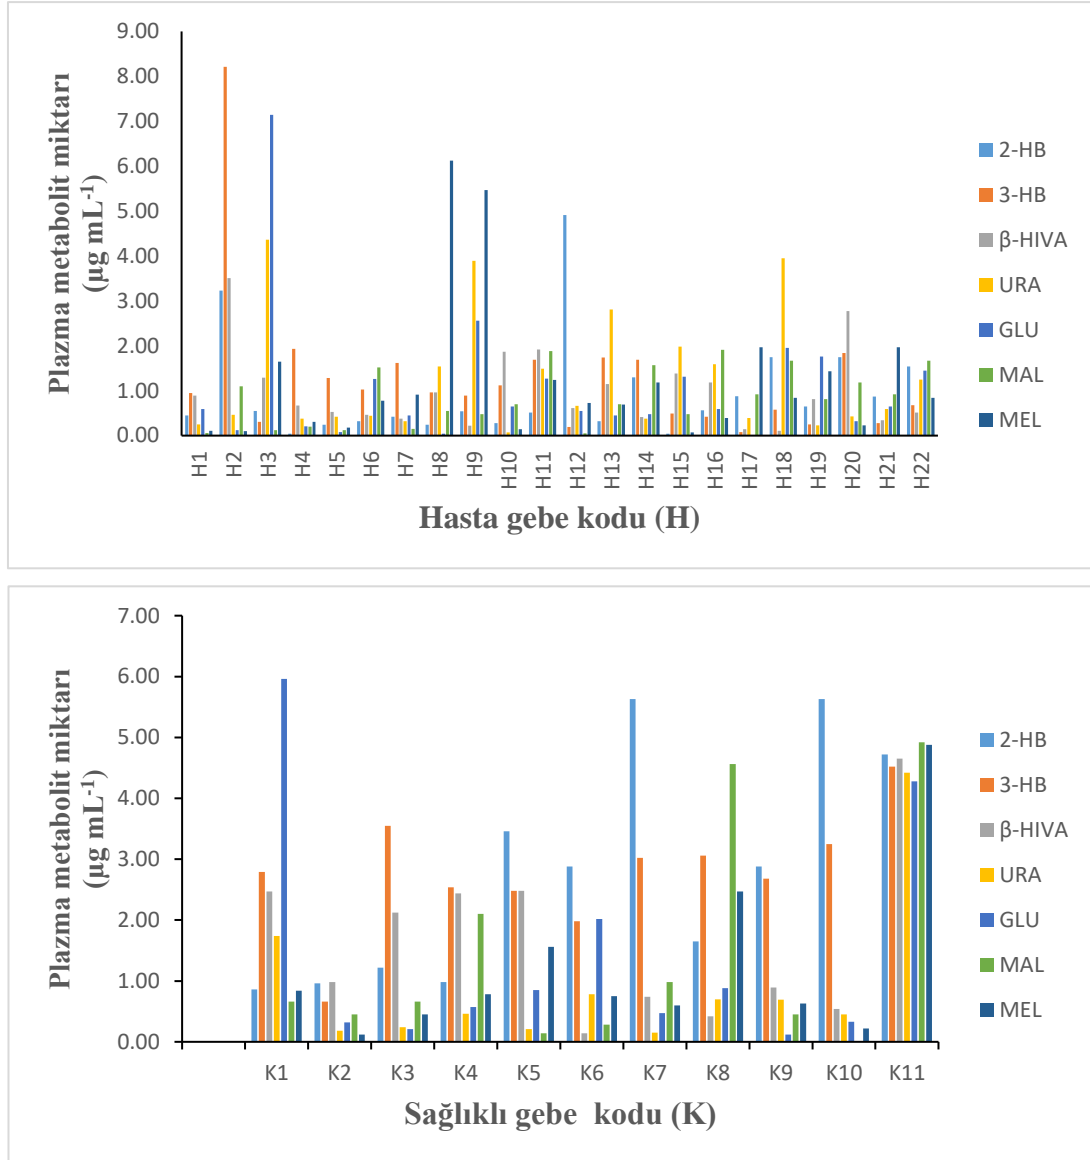 Plazma metabolit miktarı
(µg mL-1)
9.00
8.00
7.00
6.00
5.00
4.00
3.00
2.00
1.00
0.00
H1 H2 H3 H4 H5 H6 H7 H8 H9 H10 H11 H12 H13 H14 H15 H16 H17 H18 H19 H20 H21 H22
Hasta gebe kodu (H)
2-HB
3-HB
β-HIVA
URA
GLU
MAL
MEL
Plazma metabolit miktarı
(µg mL-1)
7.00
6.00
5.00
4.00
3.00
2.00
1.00
0.00
K1 K2 K3 K4 K5 K6 K7 K8 K9 K10 K11
Sağlıklı gebe kodu (K)
2-HB
3-HB
β-HIVA
URA
GLU
MAL
MEL